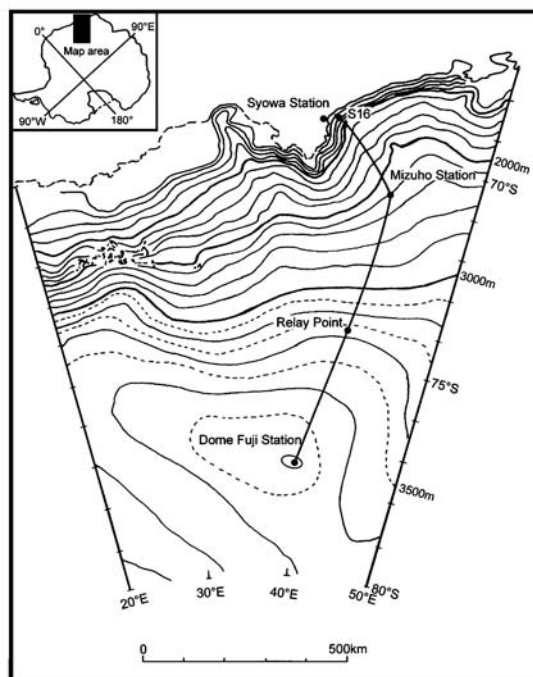 0°
90°E
Map area
90°W
180°
Syowa Station
S16
2000m
Mizuho Station
70°S
3000m
Relay Point
75°S
Dome Fuji Station
3500m
20°E
30°E
40°E
50°E
80°S
0
500km